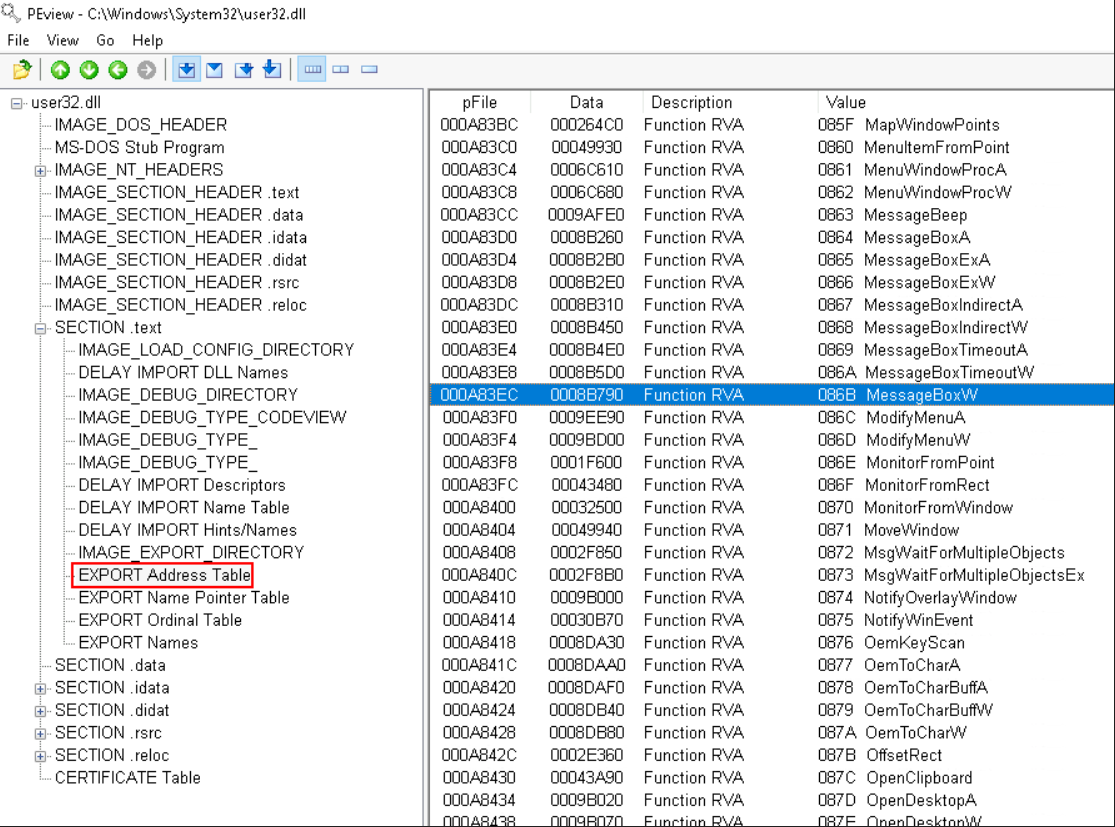 PEview - C:\Windows\System32\user32.dll
File View Go Help
user32.dll
IMAGE_DOS_HEADER
MS-DOS Stub Program
IMAGE_NT_HEADERS
IMAGE_SECTION_HEADER .text
IMAGE_SECTION_HEADER .data
IMAGE_SECTION_HEADER .idata
IMAGE_SECTION_HEADER .didat
IMAGE_SECTION_HEADER .rsrc
IMAGE_SECTION_HEADER .reloc
SECTION .text
IMAGE_LOAD_CONFIG_DIRECTORY
DELAY IMPORT DLL Names
IMAGE_DEBUG_DIRECTORY
IMAGE_DEBUG_TYPE_CODEVIEW
IMAGE_DEBUG_TYPE_
IMAGE_DEBUG_TYPE_
DELAY IMPORT Descriptors
DELAY IMPORT Name Table
DELAY IMPORT Hints/Names
IMAGE_EXPORT_DIRECTORY
EXPORT Address Table
EXPORT Name Pointer Table
EXPORT Ordinal Table
EXPORT Names
SECTION .data
SECTION .idata
SECTION .didat
SECTION .rsrc
SECTION .reloc
CERTIFICATE Table
pFile Data Description Value
000A83BC 000264C0 Function RVA 085F MapWindowPoints
000A83C0 00049930 Function RVA 0860 MenuItemFromPoint
000A83C4 0006C610 Function RVA 0861 MenuWindowProcA
000A83C8 0006C680 Function RVA 0862 MenuWindowProcW
000A83CC 0009AFE0 Function RVA 0863 MessageBeep
000A83D0 0008B260 Function RVA 0864 MessageBoxA
000A83D4 0008B2B0 Function RVA 0865 MessageBoxExA
000A83D8 0008B2E0 Function RVA 0866 MessageBoxExW
000A83DC 0008B310 Function RVA 0867 MessageBoxIndirectA
000A83E0 0008B450 Function RVA 0868 MessageBoxIndirectW
000A83E4 0008B4E0 Function RVA 0869 MessageBoxTimeoutA
000A83E8 0008B5D0 Function RVA 086A MessageBoxTimeoutW
000A83EC 0008B790 Function RVA 086B MessageBoxW
000A83F0 0009EE90 Function RVA 086C ModifyMenuA
000A83F4 0009BD00 Function RVA 086D ModifyMenuW
000A83F8 0001F600 Function RVA 086E MonitorFromPoint
000A83FC 00043480 Function RVA 086F MonitorFromRect
000A8400 00032500 Function RVA 0870 MonitorFromWindow
000A8404 00049940 Function RVA 0871 MoveWindow
000A8408 0002F850 Function RVA 0872 MsgWaitForMultipleObjects
000A840C 0002F8B0 Function RVA 0873 MsgWaitForMultipleObjectsEx
000A8410 0009B000 Function RVA 0874 NotifyOverlayWindow
000A8414 00030B70 Function RVA 0875 NotifyWinEvent
000A8418 0008DA30 Function RVA 0876 OemKeyScan
000A841C 0008DAA0 Function RVA 0877 OemToCharA
000A8420 0008DAF0 Function RVA 0878 OemToCharBuffA
000A8424 0008DB40 Function RVA 0879 OemToCharBuffW
000A8428 0008DB80 Function RVA 087A OemToCharW
000A842C 0002E360 Function RVA 087B OffsetRect
000A8430 00043A90 Function RVA 087C OpenClipboard
000A8434 0009B020 Function RVA 087D OpenDesktopA
000A8438 0009B070 Function RVA 087E OpenDesktopW